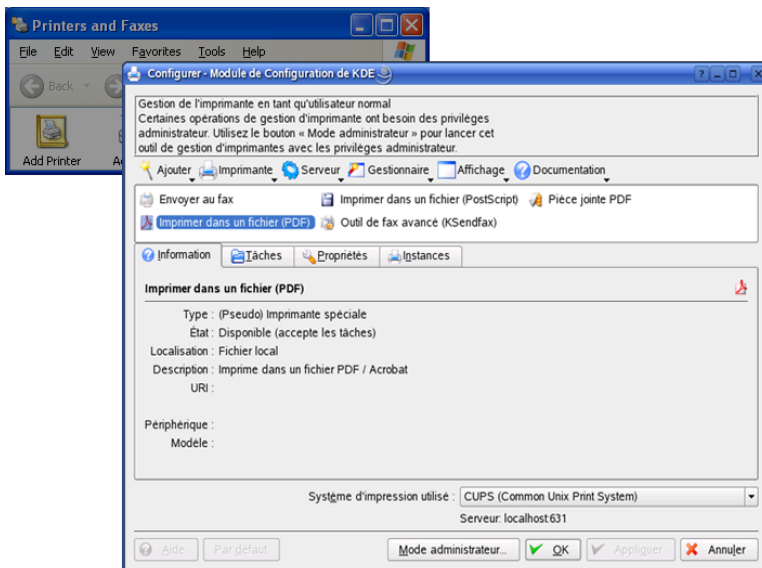 Printers and Faxes
File Edit View Favorites Tools Help
Back
Add Printer
Configurer - Module de Configuration de KDE
Gestion de l'imprimante en tant qu'utilisateur normal
Certaines opérations de gestion d'imprimante ont besoin des privilèges
administrateur. Utilisez le bouton « Mode administrateur » pour lancer cet
outil de gestion d'imprimantes avec les privilèges administrateur.
Ajouter Imprimante Serveur Gestionnaire Affichage Documentation
Envoyer au fax Imprimer dans un fichier (PostScript) Pièce jointe PDF
Imprimer dans un fichier (PDF) Outil de fax avancé (KSendfax)
Information Tâches Propriétés Instances
Imprimer dans un fichier (PDF)
Type : (Pseudo) Imprimante spéciale
État : Disponible (accepte les tâches)
Localisation : Fichier local
Description : Imprime dans un fichier PDF / Acrobat
URI :
Périphérique :
Modèle :
Système d'impression utilisé : CUPS (Common Unix Print System)
Serveur: localhost:631
Aide Par défaut Mode administrateur... OK Appliquer Annuler